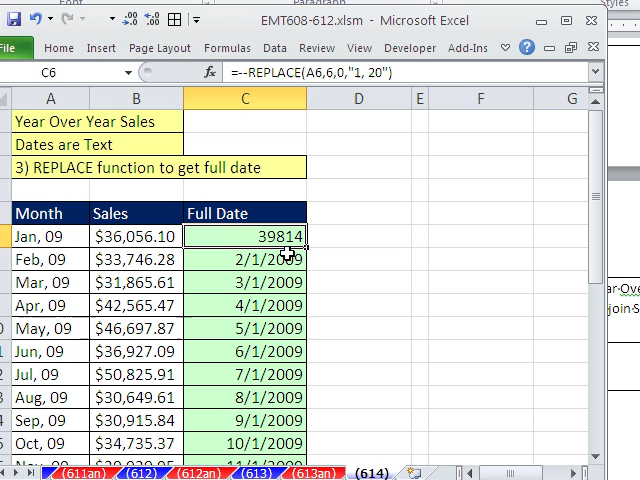 EMT608-612.xlsm - Microsoft Excel
File Home Insert Page Layout Formulas Data Review View Developer Add-Ins
C6 fx =--REPLACE(A6,6,0,"1, 20")
A B C D E F G
Year Over Year Sales
Dates are Text
3) REPLACE function to get full date
Month Sales Full Date
Jan, 09 $36,056.10 39814
Feb, 09 $33,746.28 2/1/2009
Mar, 09 $31,865.61 3/1/2009
Apr, 09 $42,565.47 4/1/2009
May, 09 $46,697.87 5/1/2009
Jun, 09 $36,927.09 6/1/2009
Jul, 09 $50,825.91 7/1/2009
Aug, 09 $30,649.61 8/1/2009
Sep, 09 $30,915.84 9/1/2009
Oct, 09 $34,735.37 10/1/2009
(611an) (612) (612an) (613) (613an) (614)